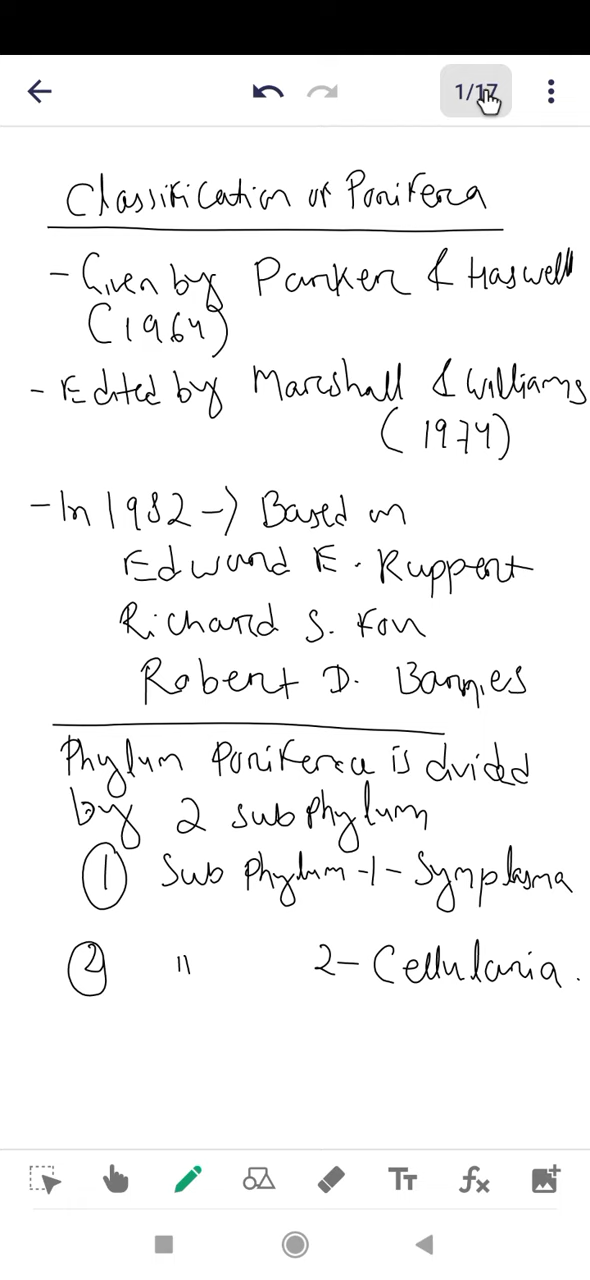 1/17
Classification of Porifera
- Given by Parker & Haswell
(1964)
- Edited by Marshall & Williams
(1974)
- In 1982 -> Based on
Edward E. Ruppert
Richard S. Fox
Robert D. Barnes
Phylum Porifera is divided
by 2 subphylum
① Sub phylum -1- Symplasma
② " 2- Cellularia.
TT
fx